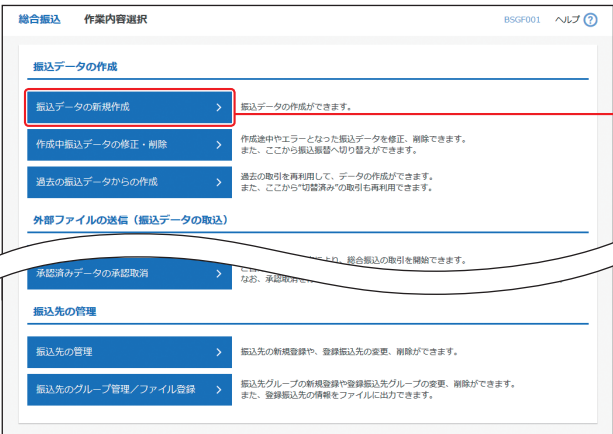 総合振込 作業内容選択 BSGF001 ヘルプ ?
振込データの作成
振込データの新規作成 振込データの作成ができます。
作成中振込データの修正・削除 作成途中やエラーとなった振込データを修正、削除できます。
また、ここから振込振替へ切り替えができます。
過去の振込データからの作成 過去の取引を再利用して、データの作成ができます。
また、ここから“切替済み”の取引も再利用できます。
外部ファイルの送信（振込データの取込）
より、総合振込の取引を開始できます。
承認済みデータの承認取消
なお、承認取消
振込先の管理
振込先の管理 振込先の新規登録や、登録振込先の変更、削除ができます。
振込先のグループ管理／ファイル登録 振込先グループの新規登録や登録振込先グループの変更、削除ができます。
また、登録振込先の情報をファイルに出力できます。